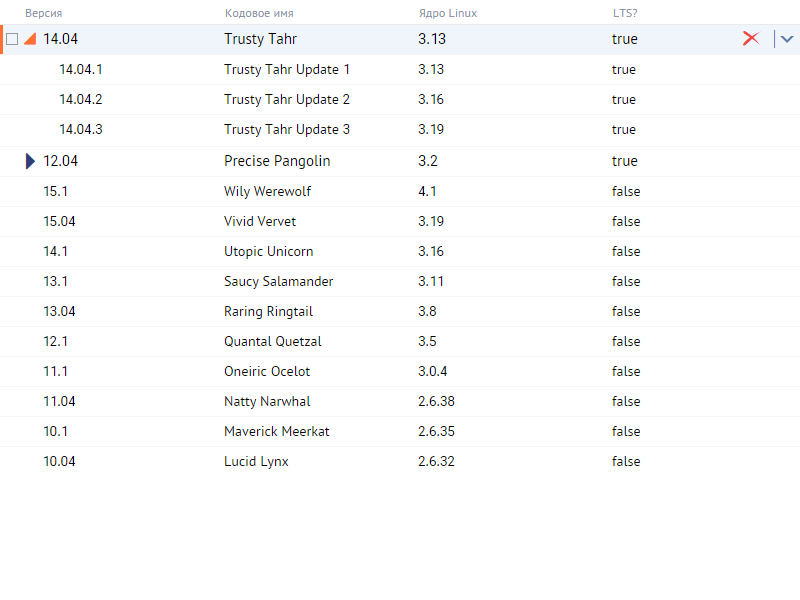 Версия Кодовое имя Ядро Linux LTS?
14.04 Trusty Tahr 3.13 true
14.04.1 Trusty Tahr Update 1 3.13 true
14.04.2 Trusty Tahr Update 2 3.16 true
14.04.3 Trusty Tahr Update 3 3.19 true
12.04 Precise Pangolin 3.2 true
15.1 Wily Werewolf 4.1 false
15.04 Vivid Vervet 3.19 false
14.1 Utopic Unicorn 3.16 false
13.1 Saucy Salamander 3.11 false
13.04 Raring Ringtail 3.8 false
12.1 Quantal Quetzal 3.5 false
11.1 Oneiric Ocelot 3.0.4 false
11.04 Natty Narwhal 2.6.38 false
10.1 Maverick Meerkat 2.6.35 false
10.04 Lucid Lynx 2.6.32 false